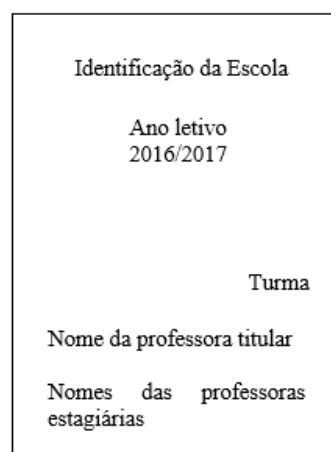 Identificação da Escola
Ano letivo
2016/2017
Turma
Nome da professora titular
Nomes das professoras
estagiárias